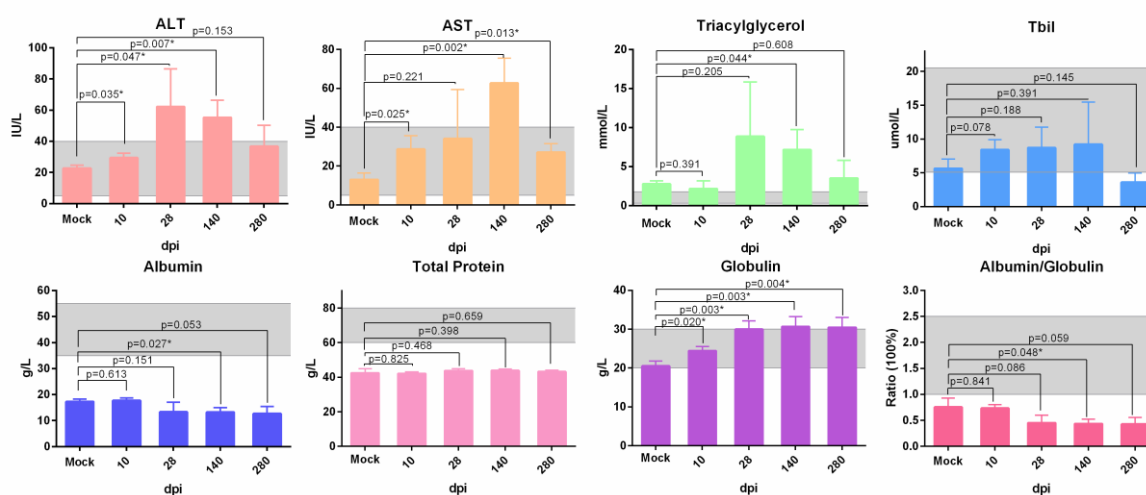 ALT
IU/L
100
80
60
40
20
0
p=0.153
p=0.007*
p=0.047*
p=0.035*
Mock 10 28 140 280
dpi
AST
IU/L
100
80
60
40
20
0
p=0.013*
p=0.002*
p=0.221
p=0.025*
Mock 10 28 140 280
dpi
Triacylglycerol
mmol/L
20
15
10
5
0
p=0.608
p=0.044*
p=0.205
p=0.391
Mock 10 28 140 280
dpi
Tbil
umol/L
20
15
10
5
0
p=0.145
p=0.391
p=0.188
p=0.078
Mock 10 28 140 280
dpi
Albumin
g/L
60
50
40
30
20
10
0
p=0.053
p=0.027*
p=0.151
p=0.613
Mock 10 28 140 280
dpi
Total Protein
g/L
100
80
60
40
20
0
p=0.659
p=0.398
p=0.468
p=0.825
Mock 10 28 140 280
dpi
Globulin
g/L
40
30
20
10
0
p=0.004*
p=0.003*
p=0.003*
p=0.020*
Mock 10 28 140 280
dpi
Albumin/Globulin
Ratio (100%)
3.0
2.5
2.0
1.5
1.0
0.5
0.0
p=0.059
p=0.048*
p=0.086
p=0.841
Mock 10 28 140 280
dpi